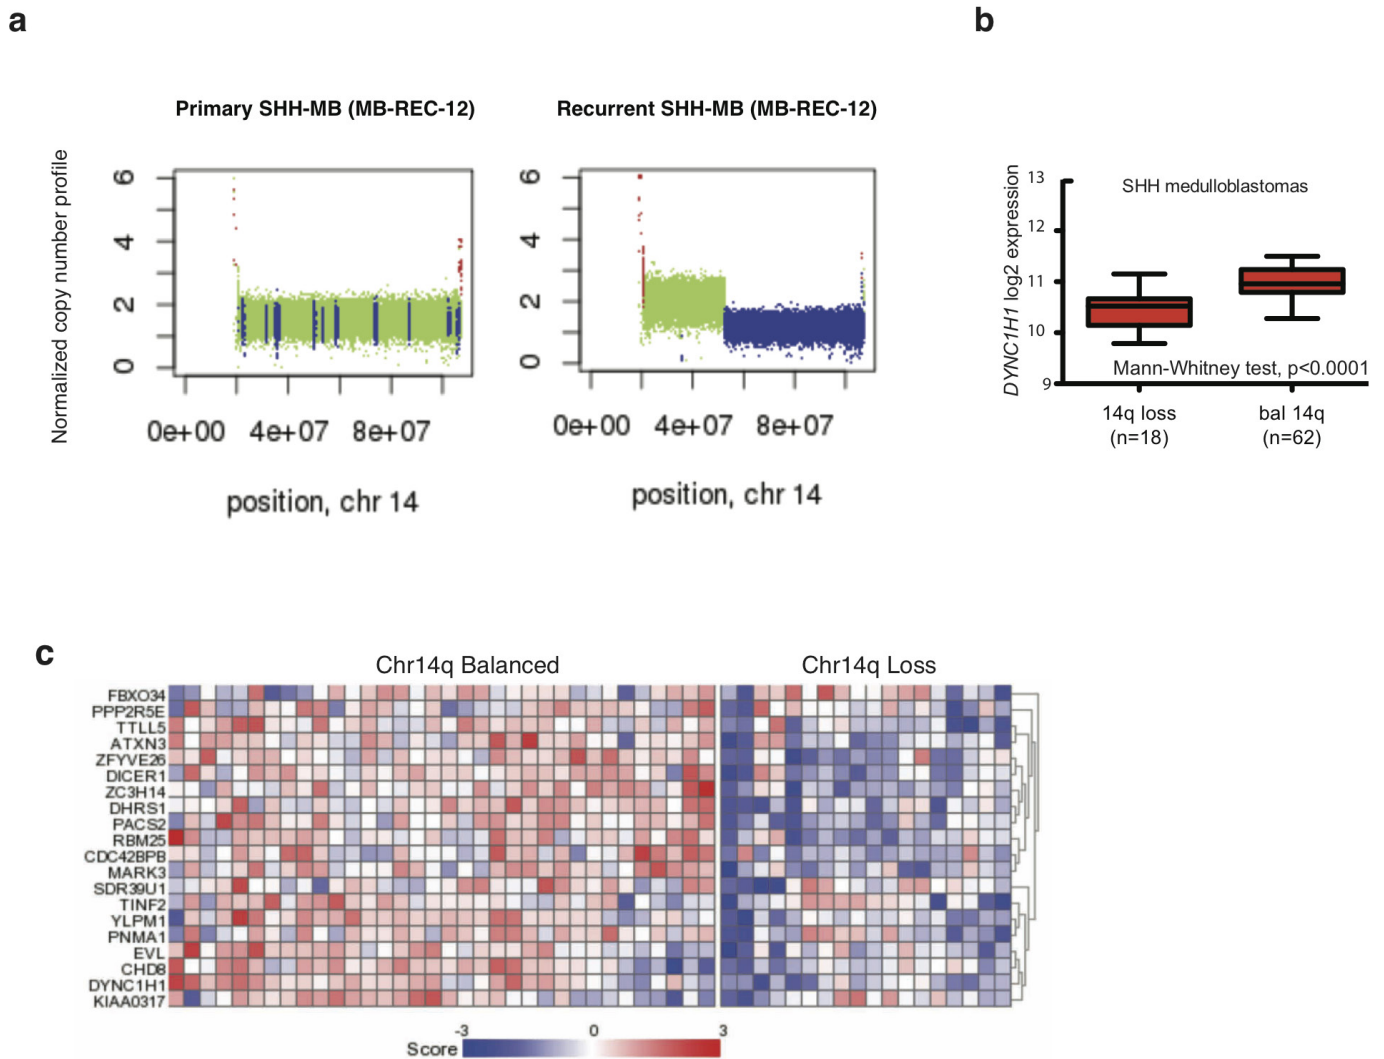 a
b
Primary SHH-MB (MB-REC-12)
Recurrent SHH-MB (MB-REC-12)
Normalized copy number profile
6
4
2
0
0e+00 4e+07 8e+07
position, chr 14
6
4
2
0
0e+00 4e+07 8e+07
position, chr 14
DYNC1H1 log2 expression
13
12
11
10
9
SHH medulloblastomas
Mann-Whitney test, p<0.0001
14q loss
(n=18)
bal 14q
(n=62)
c
Chr14q Balanced
Chr14q Loss
FBXO34
PPP2R5E
TTLL5
ATXN3
ZFYVE26
DICER1
ZC3H14
DHRS1
PACS2
RBM25
CDC42BPB
MARK3
SDR39U1
TINF2
YLPM1
PNMA1
EVL
CHD8
DYNC1H1
KIAA0317
-3 0 3
Score